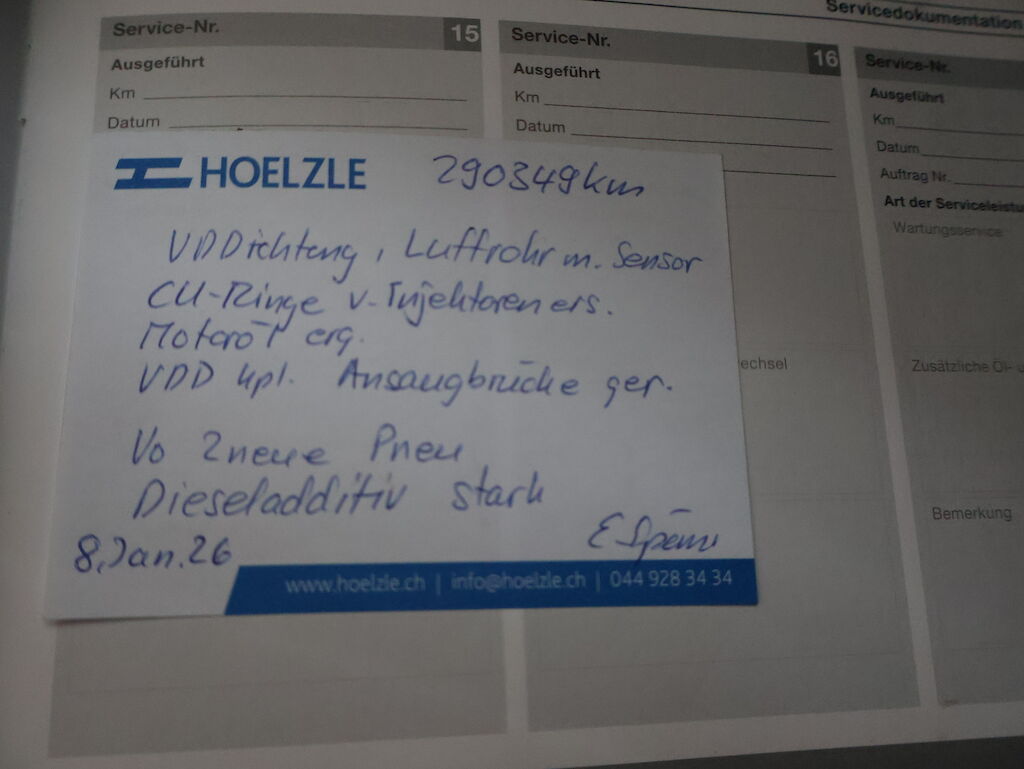 Servicedokumentation
Service-Nr. 15
Ausgeführt
Km
Datum
Service-Nr. 16
Ausgeführt
Km
Datum
Service-Nr.
Ausgeführt
Km
Datum
Auftrag Nr.
Art der Serviceleistu
Wartungsservice
echsel
Zusätzliche Öl- u
Bemerkung
HOELZLE 290349km
VDDichtung, Luftrohr m. Sensor
CU-Ringe v. Injektoren ers.
Motoröl erg.
VDD kpl. Ansaugbrücke ger.
Vo 2 neue Pneu
Dieseladditiv stark
8. Jan. 26
www.hoelzle.ch | info@hoelzle.ch | 044 928 34 34